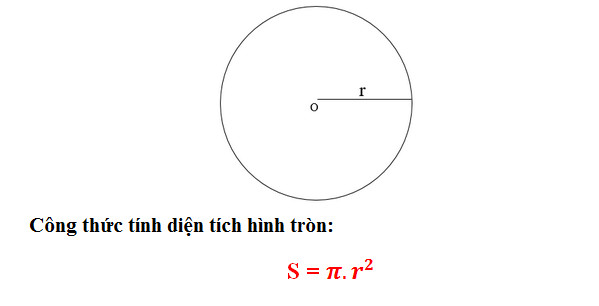 r
o
Công thức tính diện tích hình tròn:
S = π. r²